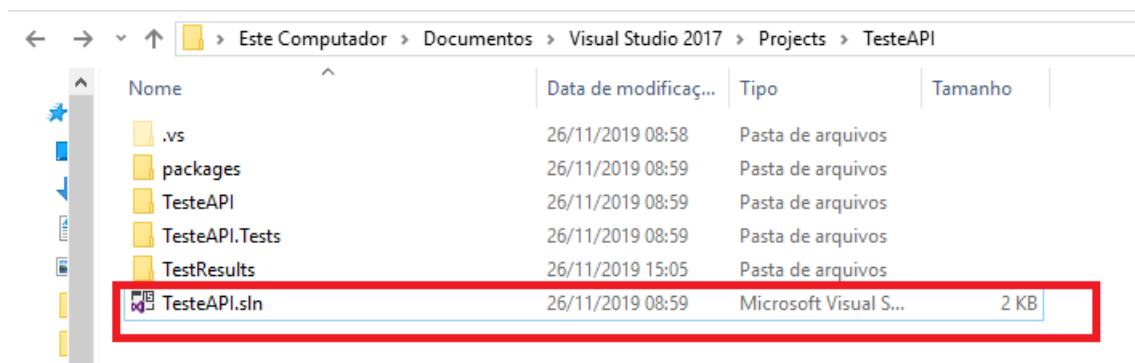 Este Computador > Documentos > Visual Studio 2017 > Projects > TesteAPI
Nome Data de modificaç... Tipo Tamanho
.vs 26/11/2019 08:58 Pasta de arquivos
packages 26/11/2019 08:59 Pasta de arquivos
TesteAPI 26/11/2019 08:59 Pasta de arquivos
TesteAPI.Tests 26/11/2019 08:59 Pasta de arquivos
TestResults 26/11/2019 15:05 Pasta de arquivos
TesteAPI.sln 26/11/2019 08:59 Microsoft Visual S... 2 KB